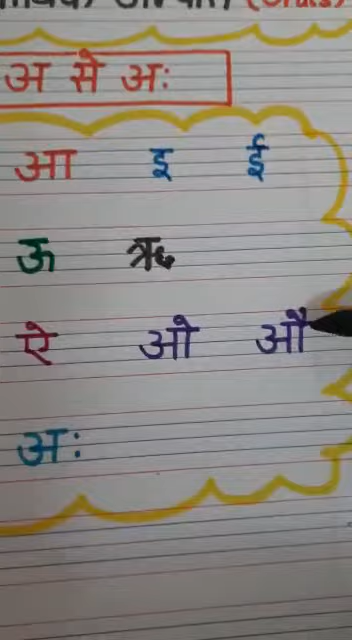 अ से अः
आ इ ई
ऊ ऋ
ऐ ओ औ
अः